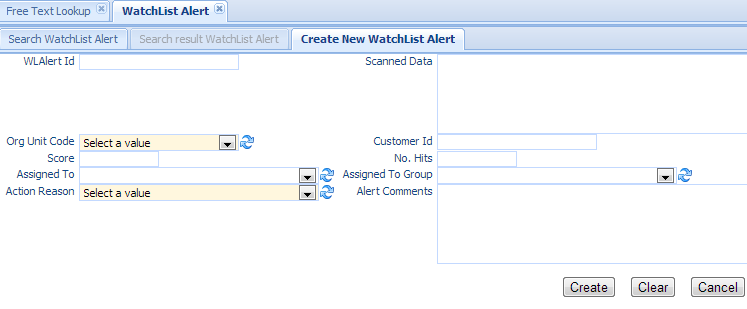 Free Text Lookup WatchList Alert
Search WatchList Alert Search result WatchList Alert Create New WatchList Alert
WLAlert Id Scanned Data
Org Unit Code Select a value Customer Id
Score No. Hits
Assigned To Assigned To Group
Action Reason Select a value Alert Comments
Create Clear Cancel